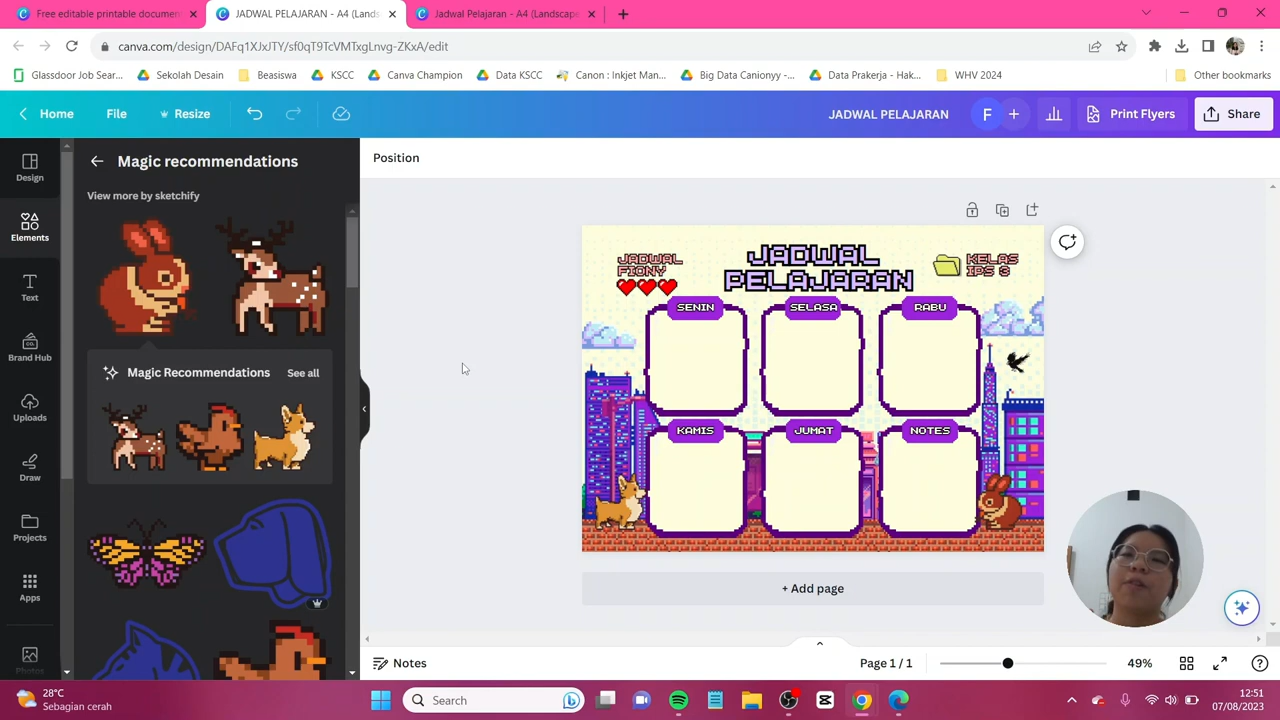 Free editable printable documen
JADWAL PELAJARAN - A4 (Lands
Jadwal Pelajaran - A4 (Landscap
canva.com/design/DAFq1XJxJTY/sf0qT9TcVMTxgLnvg-ZKxA/edit
Glassdoor Job Sear...
Sekolah Desain
Beasiswa
KSCC
Canva Champion
Data KSCC
Canon : Inkjet Man...
Big Data Canionyy -...
Data Prakerja - Hak...
WHV 2024
Other bookmarks
Home
File
Resize
JADWAL PELAJARAN
F
Print Flyers
Share
Design
Elements
Text
Brand Hub
Uploads
Draw
Projects
Apps
Photos
Magic recommendations
View more by sketchify
Magic Recommendations
See all
Position
JADWAL
FIONY
JADWAL
PELAJARAN
KELAS
IPS 3
SENIN
SELASA
RABU
KAMIS
JUMAT
NOTES
+ Add page
Notes
Page 1 / 1
49%
28°C
Sebagian cerah
Search
12:51
07/08/2023